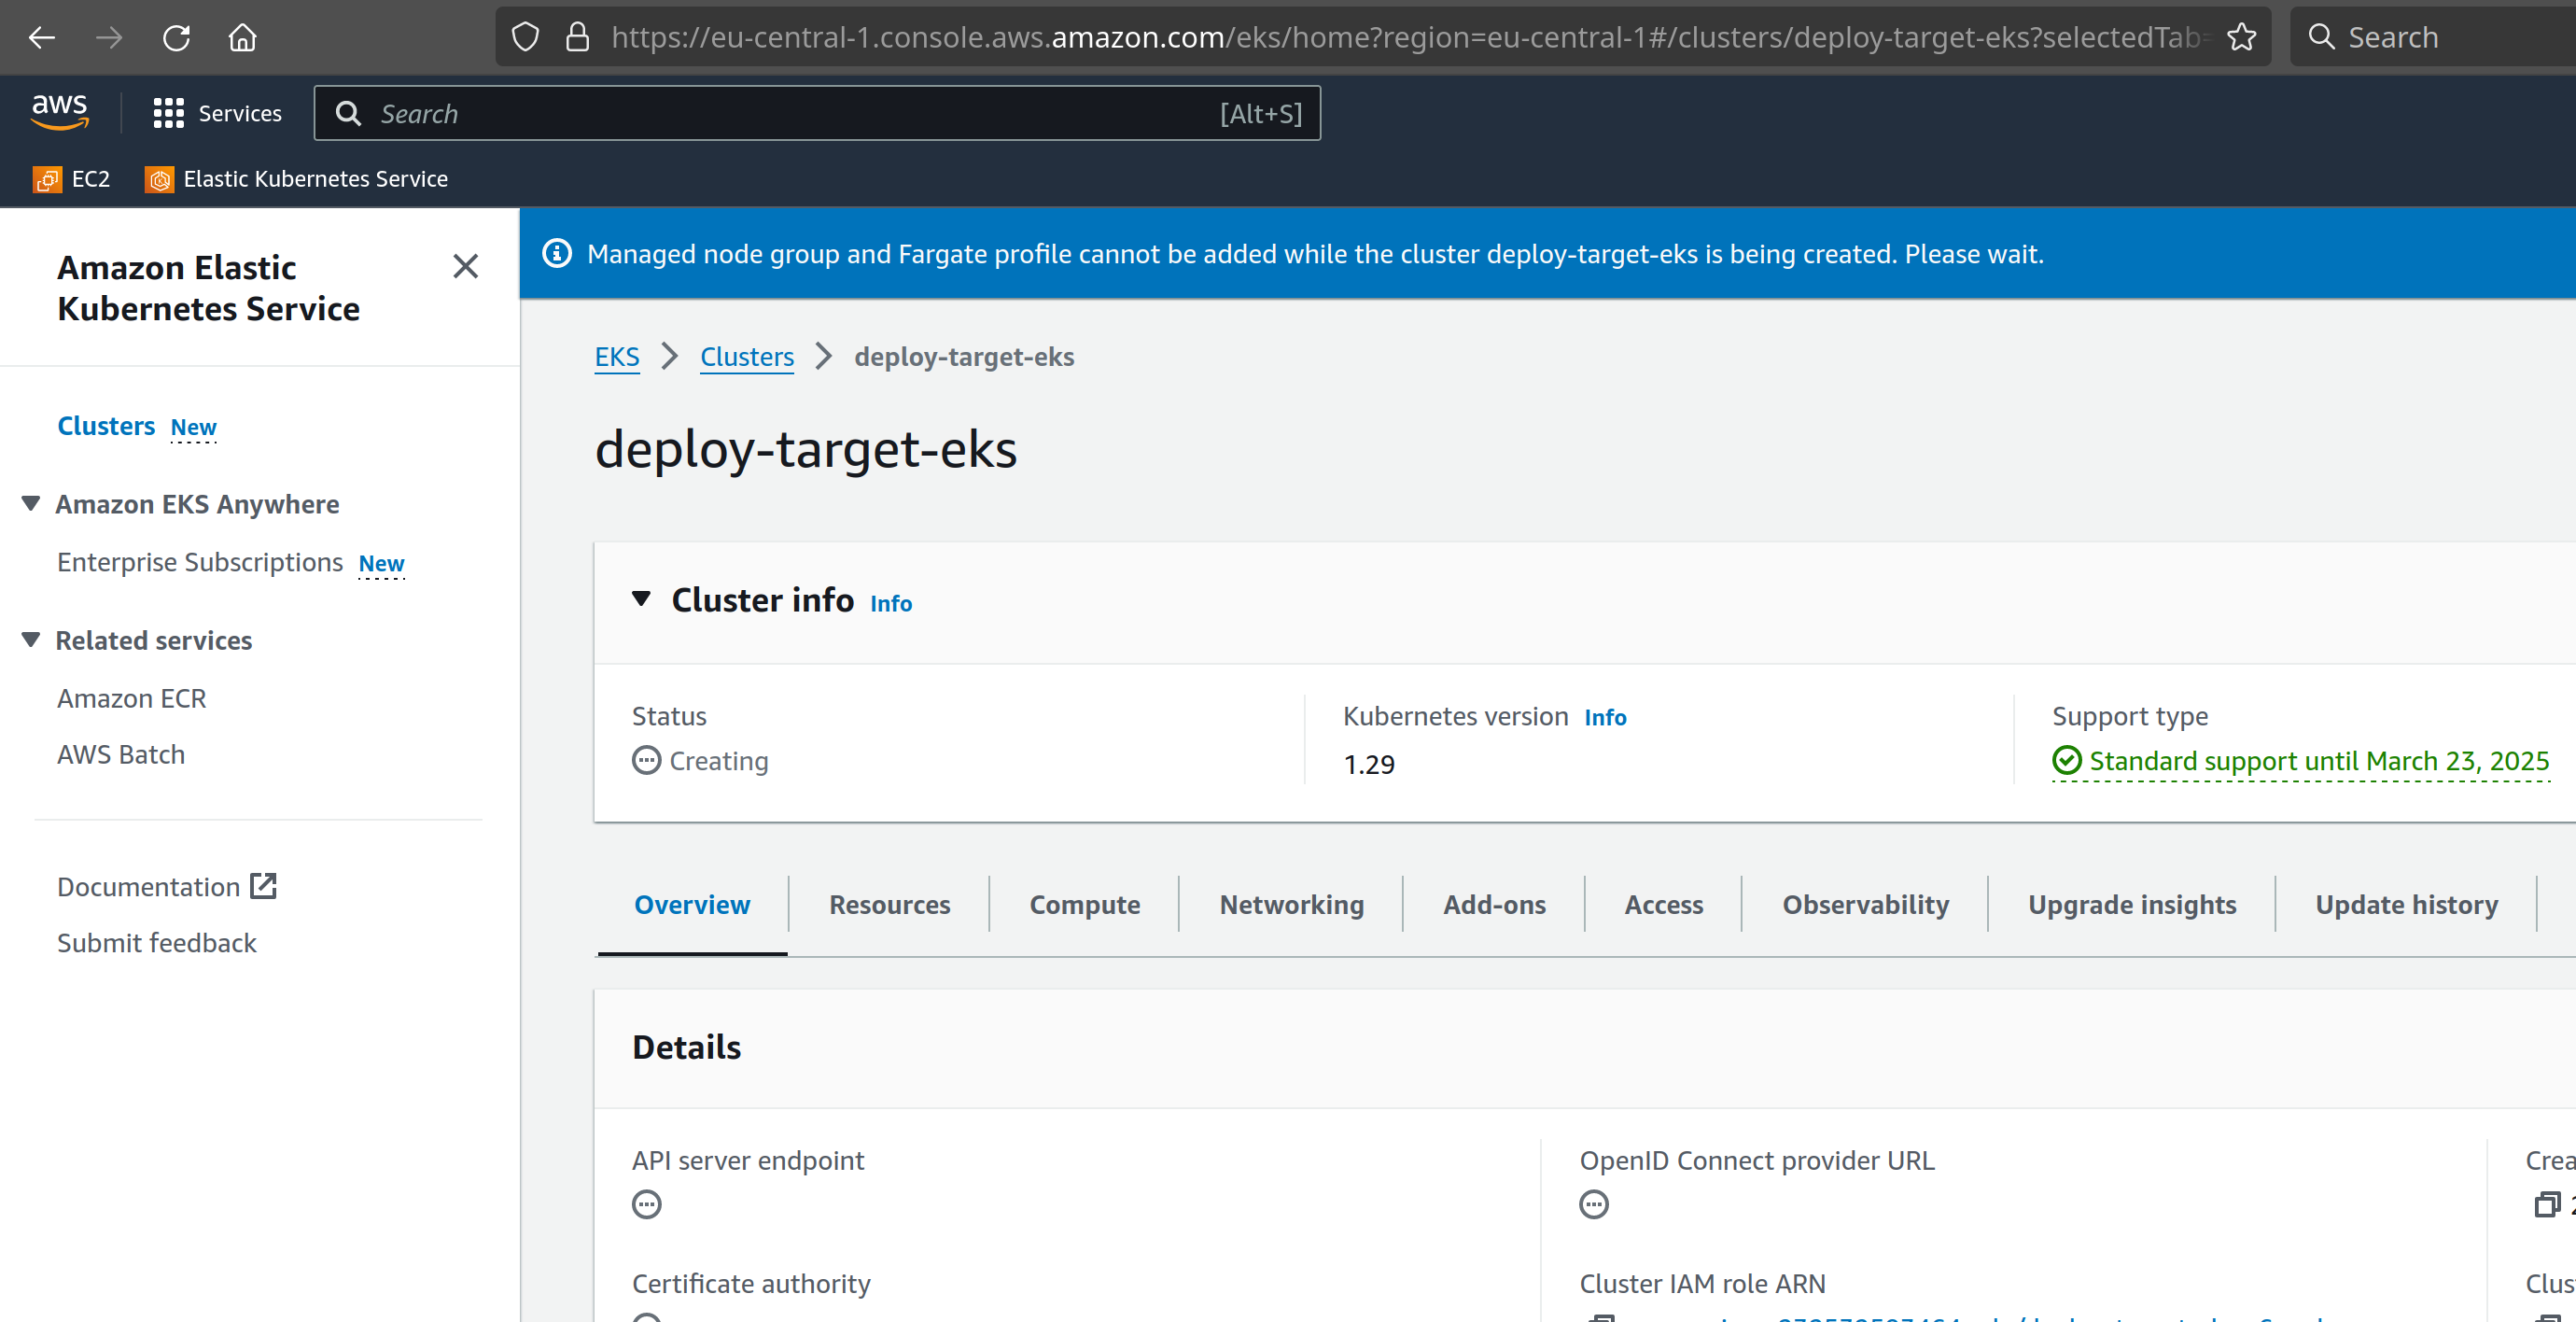 https://eu-central-1.console.aws.amazon.com/eks/home?region=eu-central-1#/clusters/deploy-target-eks?selectedTab=
Search
aws
Services
Search
[Alt+S]
EC2
Elastic Kubernetes Service
Amazon Elastic
Kubernetes Service
Managed node group and Fargate profile cannot be added while the cluster deploy-target-eks is being created. Please wait.
EKS > Clusters > deploy-target-eks
deploy-target-eks
Clusters New
Amazon EKS Anywhere
Enterprise Subscriptions New
Related services
Amazon ECR
AWS Batch
Documentation
Submit feedback
Cluster info Info
Status
Creating
Kubernetes version Info
1.29
Support type
Standard support until March 23, 2025
Overview
Resources
Compute
Networking
Add-ons
Access
Observability
Upgrade insights
Update history
Details
API server endpoint
OpenID Connect provider URL
Certificate authority
Cluster IAM role ARN